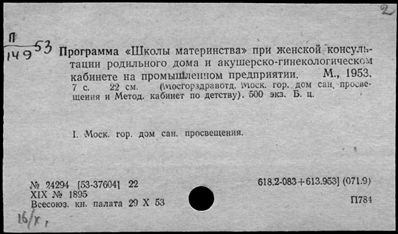 2
П
149
53
Программа «Школы материнства» при женской консуль-
тации родильного дома и акушерско-гинекологическом
кабинете на промышленном предприятии. М., 1953.
7 с. 22 см. (Мосгорздравотд. Моск. гор. дом сан. просве-
щения и Метод. кабинет по детству). 500 экз. Б. ц.
1. Моск. гор. дом сан. просвещения.
№ 24294 [53-37604] 22
618.2-083+613.953] (071.9)
XIX № 1895
П784
Всесоюз. кн. палата 29 X 53
16/X,